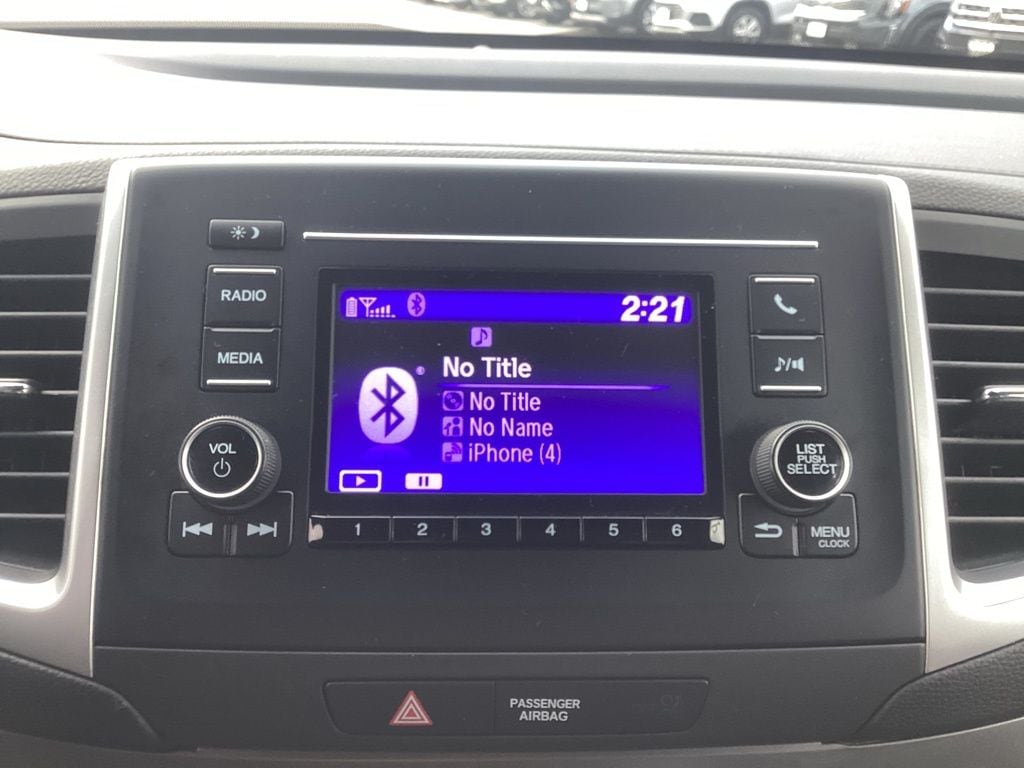 RADIO
MEDIA
VOL
2:21
No Title
No Title
No Name
iPhone (4)
1 2 3 4 5 6
LIST
PUSH
SELECT
MENU
CLOCK
PASSENGER
AIRBAG